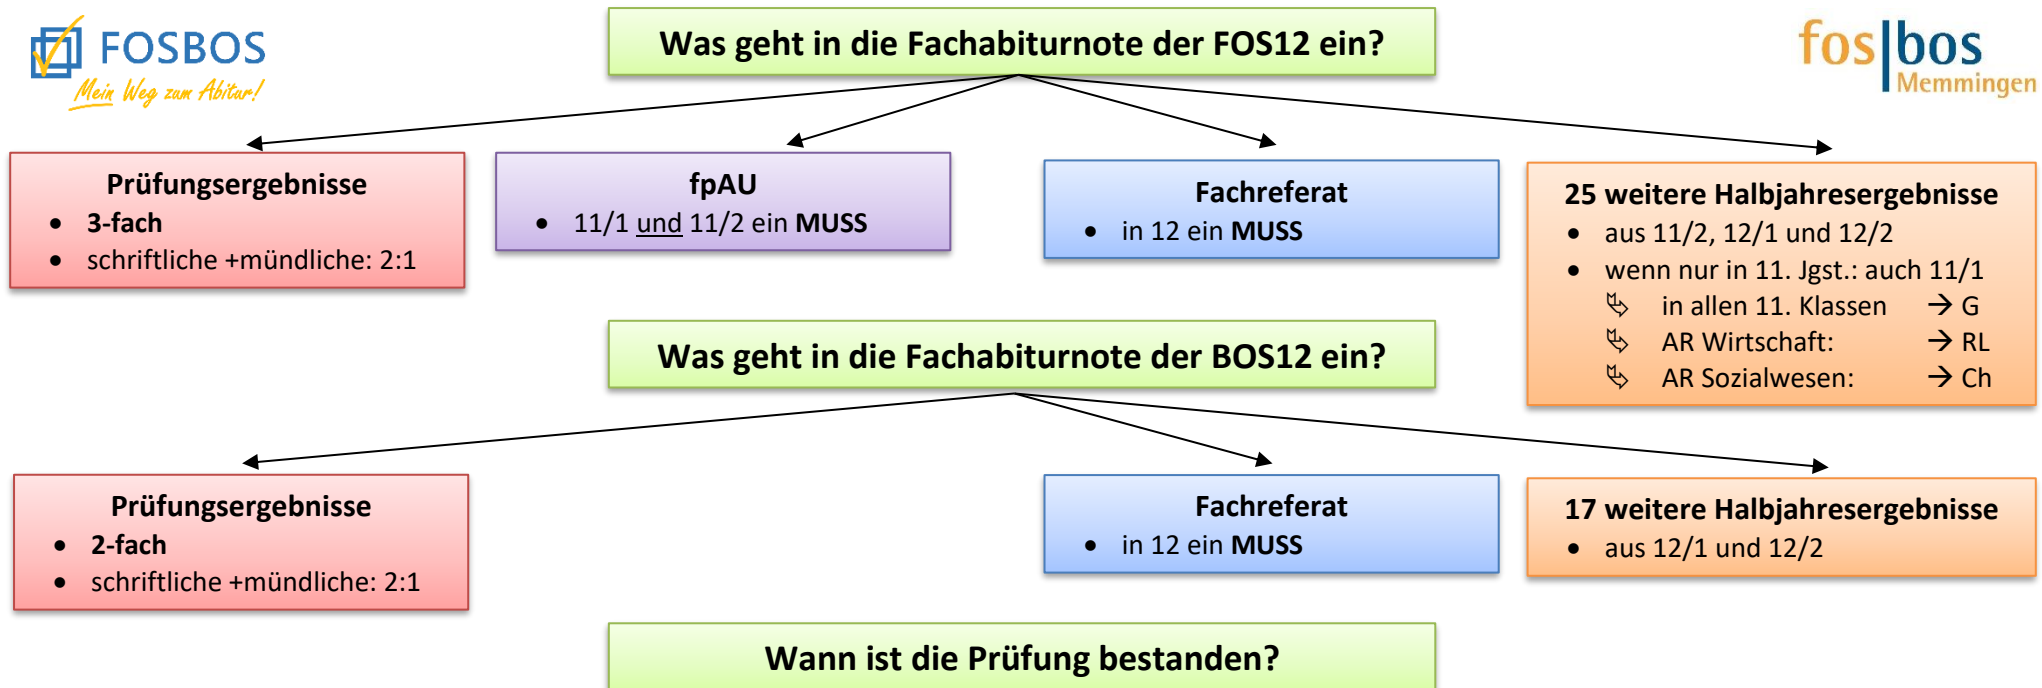 FOSBOS
Mein Weg zum Abitur!
Was geht in die Fachabiturnote der FOS12 ein?
fos|bos
Memmingen
Prüfungsergebnisse
• 3-fach
• schriftliche +mündliche: 2:1
fpAU
• 11/1 und 11/2 ein MUSS
Fachreferat
• in 12 ein MUSS
25 weitere Halbjahresergebnisse
• aus 11/2, 12/1 und 12/2
• wenn nur in 11. Jgst.: auch 11/1
in allen 11. Klassen → G
AR Wirtschaft: → RL
AR Sozialwesen: → Ch
Was geht in die Fachabiturnote der BOS12 ein?
Prüfungsergebnisse
• 2-fach
• schriftliche +mündliche: 2:1
Fachreferat
• in 12 ein MUSS
17 weitere Halbjahresergebnisse
• aus 12/1 und 12/2
Wann ist die Prüfung bestanden?